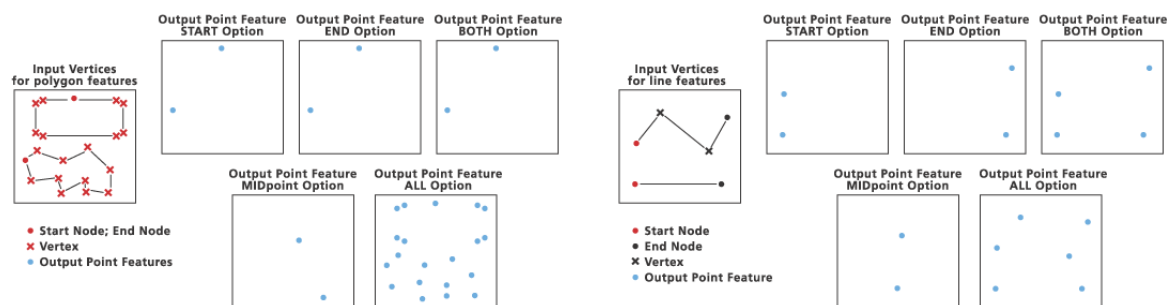 Output Point Feature
START Option
Output Point Feature
END Option
Output Point Feature
BOTH Option
Input Vertices
for polygon features
Output Point Feature
MIDpoint Option
Output Point Feature
ALL Option
Start Node; End Node
Vertex
Output Point Features
Output Point Feature
START Option
Output Point Feature
END Option
Output Point Feature
BOTH Option
Input Vertices
for line features
Output Point Feature
MIDpoint Option
Output Point Feature
ALL Option
Start Node
End Node
Vertex
Output Point Feature